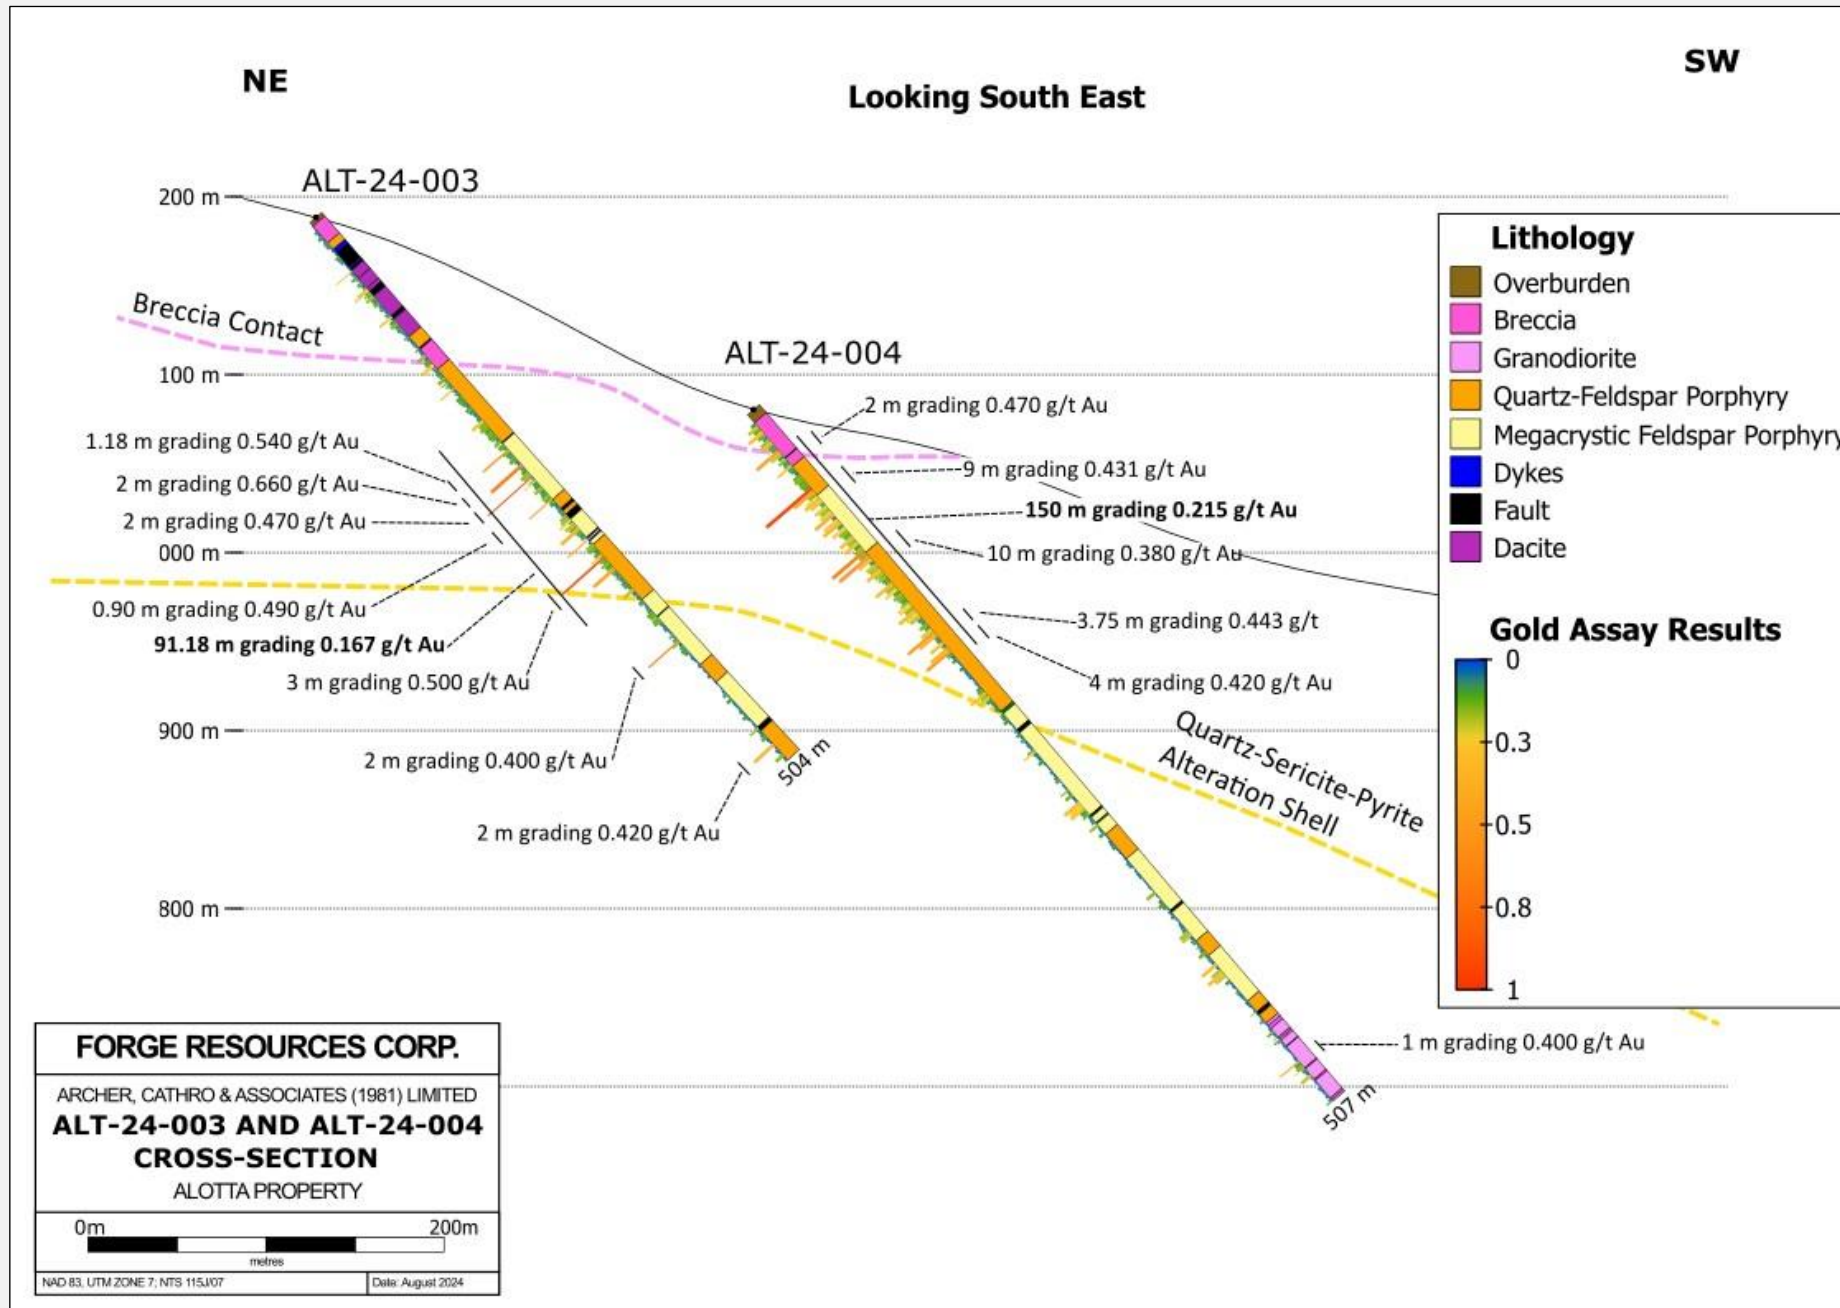 NE
SW
Looking South East
ALT-24-003
200 m
Breccia Contact
ALT-24-004
100 m
2 m grading 0.470 g/t Au
1.18 m grading 0.540 g/t Au
9 m grading 0.431 g/t Au
2 m grading 0.660 g/t Au
150 m grading 0.215 g/t Au
2 m grading 0.470 g/t Au
000 m
10 m grading 0.380 g/t Au
0.90 m grading 0.490 g/t Au
3.75 m grading 0.443 g/t
91.18 m grading 0.167 g/t Au
3 m grading 0.500 g/t Au
4 m grading 0.420 g/t Au
900 m
Quartz-Sericite-Pyrite
Alteration Shell
2 m grading 0.400 g/t Au
504 m
2 m grading 0.420 g/t Au
800 m
1 m grading 0.400 g/t Au
507 m
Lithology
Overburden
Breccia
Granodiorite
Quartz-Feldspar Porphyry
Megacrystic Feldspar Porphyry
Dykes
Fault
Dacite
Gold Assay Results
0
0.3
0.5
0.8
1
FORGE RESOURCES CORP.
ARCHER, CATHRO & ASSOCIATES (1981) LIMITED
ALT-24-003 AND ALT-24-004
CROSS-SECTION
ALOTTA PROPERTY
0m 200m
metres
NAD 83, UTM ZONE 7; NTS 115J/07
Date: August 2024